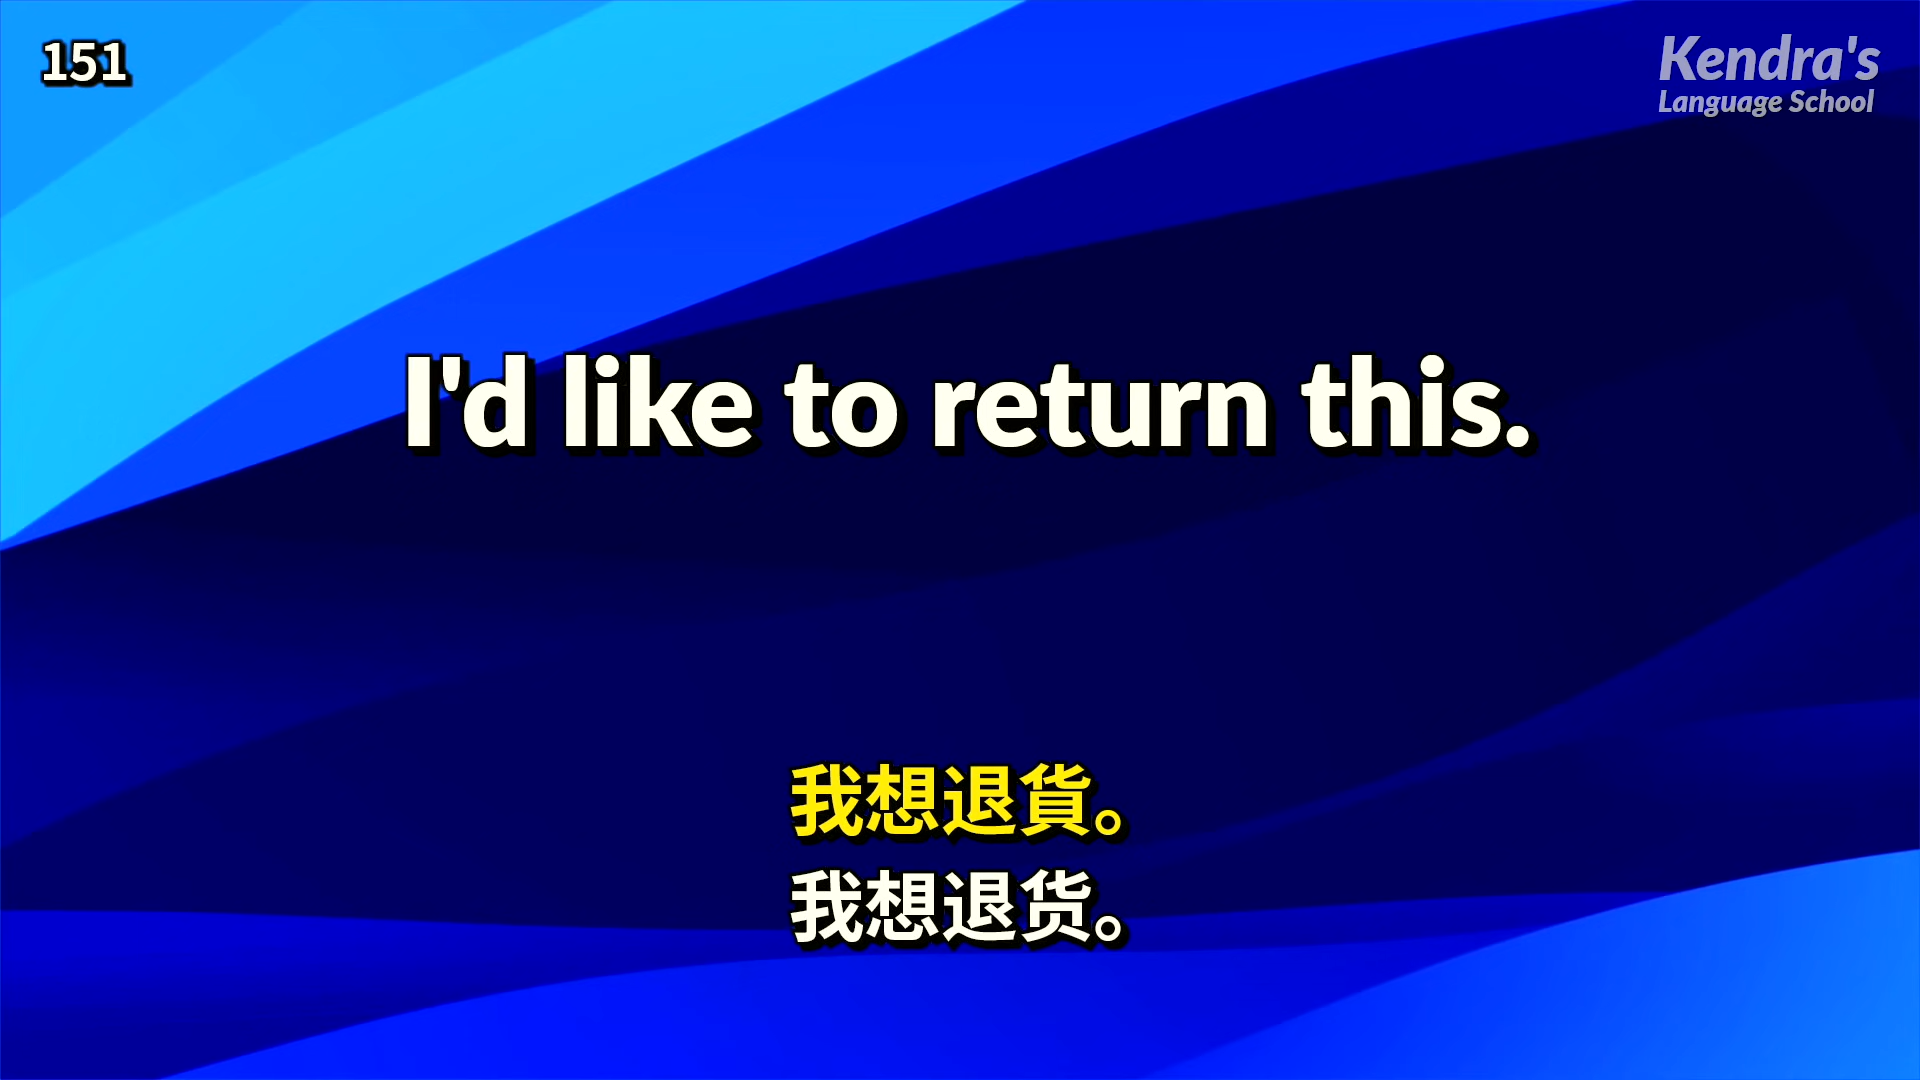 151
Kendra's
Language School
I'd like to return this.
我想退貨。
我想退货。